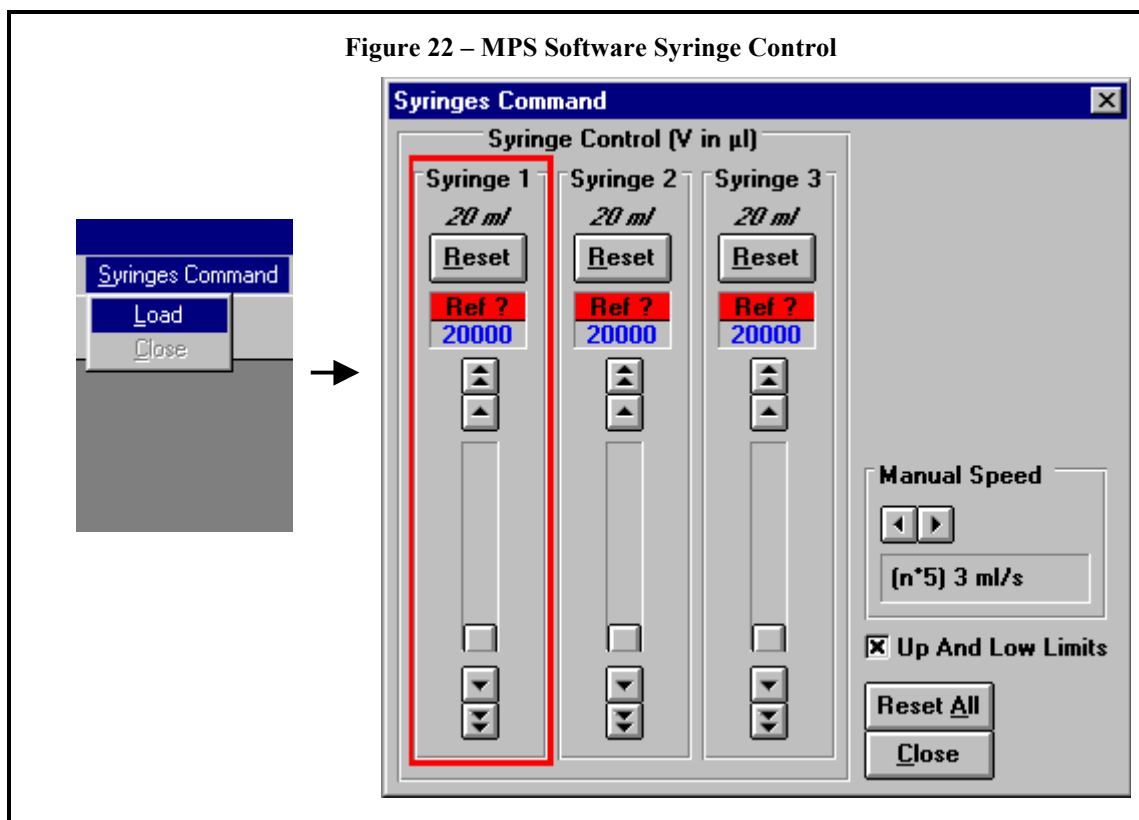 Figure 22 – MPS Software Syringe Control
Syringes Command
Load
Close
Syringes Command
Syringe Control (V in µl)
Syringe 1
20 ml
Reset
Ref ?
20000
Syringe 2
20 ml
Reset
Ref ?
20000
Syringe 3
20 ml
Reset
Ref ?
20000
Manual Speed
(n*5) 3 ml/s
Up And Low Limits
Reset All
Close